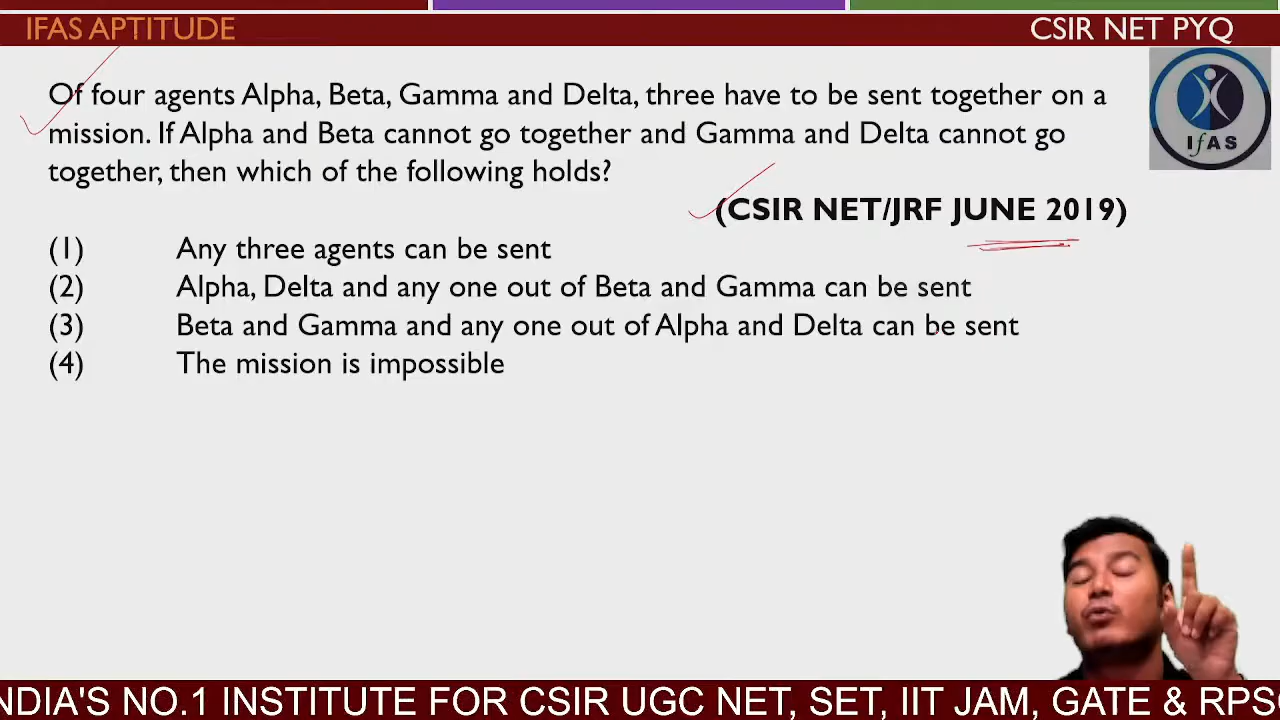 IFAS APTITUDE
CSIR NET PYQ
Of four agents Alpha, Beta, Gamma and Delta, three have to be sent together on a
mission. If Alpha and Beta cannot go together and Gamma and Delta cannot go
together, then which of the following holds?
IfAS
(CSIR NET/JRF JUNE 2019)
(1) Any three agents can be sent
(2) Alpha, Delta and any one out of Beta and Gamma can be sent
(3) Beta and Gamma and any one out of Alpha and Delta can be sent
(4) The mission is impossible
NDIA'S NO.1 INSTITUTE FOR CSIR UGC NET, SET, IIT JAM, GATE & RPS